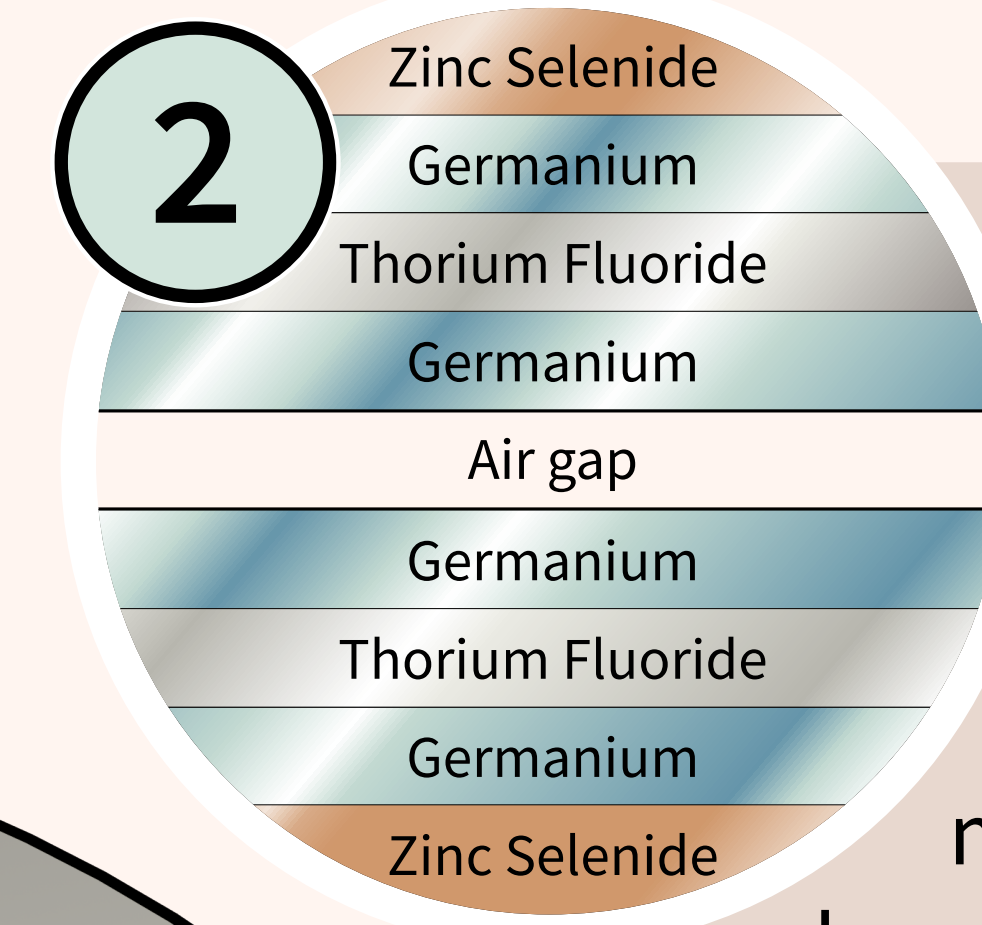 2
Zinc Selenide
Germanium
Thorium Fluoride
Germanium
Air gap
Germanium
Thorium Fluoride
Germanium
Zinc Selenide